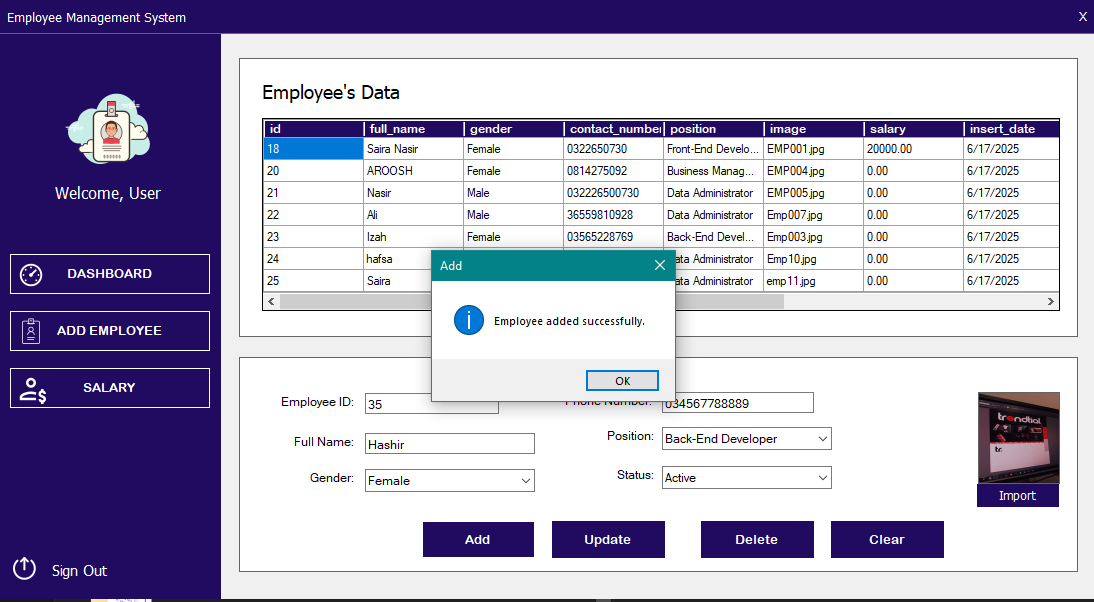 Employee Management System X
Welcome, User
DASHBOARD
ADD EMPLOYEE
SALARY
Sign Out
Employee's Data
id full_name gender contact_number position image salary insert_date
18 Saira Nasir Female 0322650730 Front-End Develo... EMP001.jpg 20000.00 6/17/2025
20 AROOSH Female 0814275092 Business Manag... EMP004.jpg 0.00 6/17/2025
21 Nasir Male 032226500730 Data Administrator EMP005.jpg 0.00 6/17/2025
22 Ali Male 36559810928 Data Administrator Emp007.jpg 0.00 6/17/2025
23 Izah Female 03565228769 Back-End Devel... Emp003.jpg 0.00 6/17/2025
24 hafsa ata Administrator Emp10.jpg 0.00 6/17/2025
25 Saira ata Administrator emp11.jpg 0.00 6/17/2025
Add
Employee added successfully.
OK
Employee ID: 35 Phone Number: 034567788889
Full Name: Hashir Position: Back-End Developer
Gender: Female Status: Active
trendtial
Import
Add Update Delete Clear